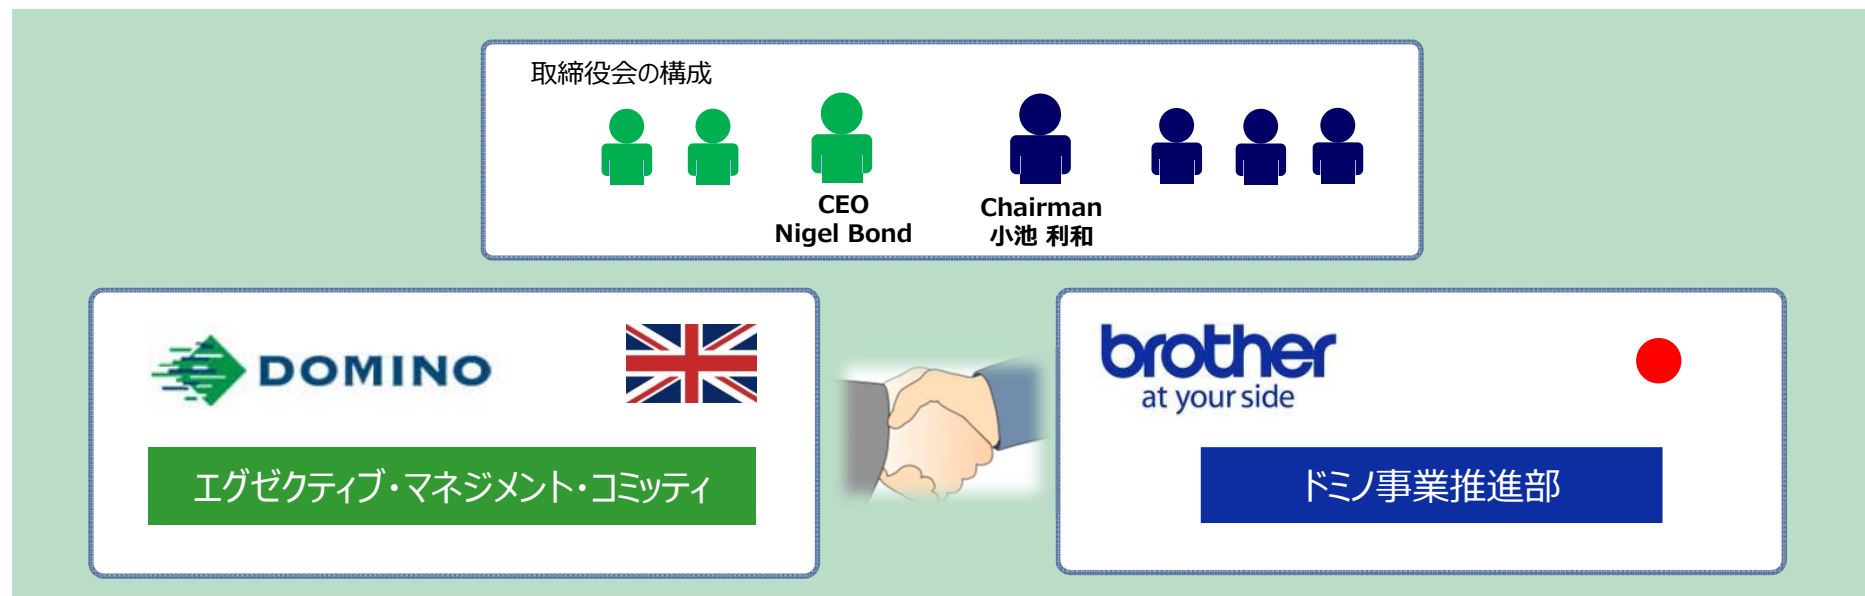 取締役会の構成
CEO
Nigel Bond
Chairman
小池 利和
DOMINO
エグゼクティブ・マネジメント・コミッティ
brother
at your side
ドミノ事業推進部